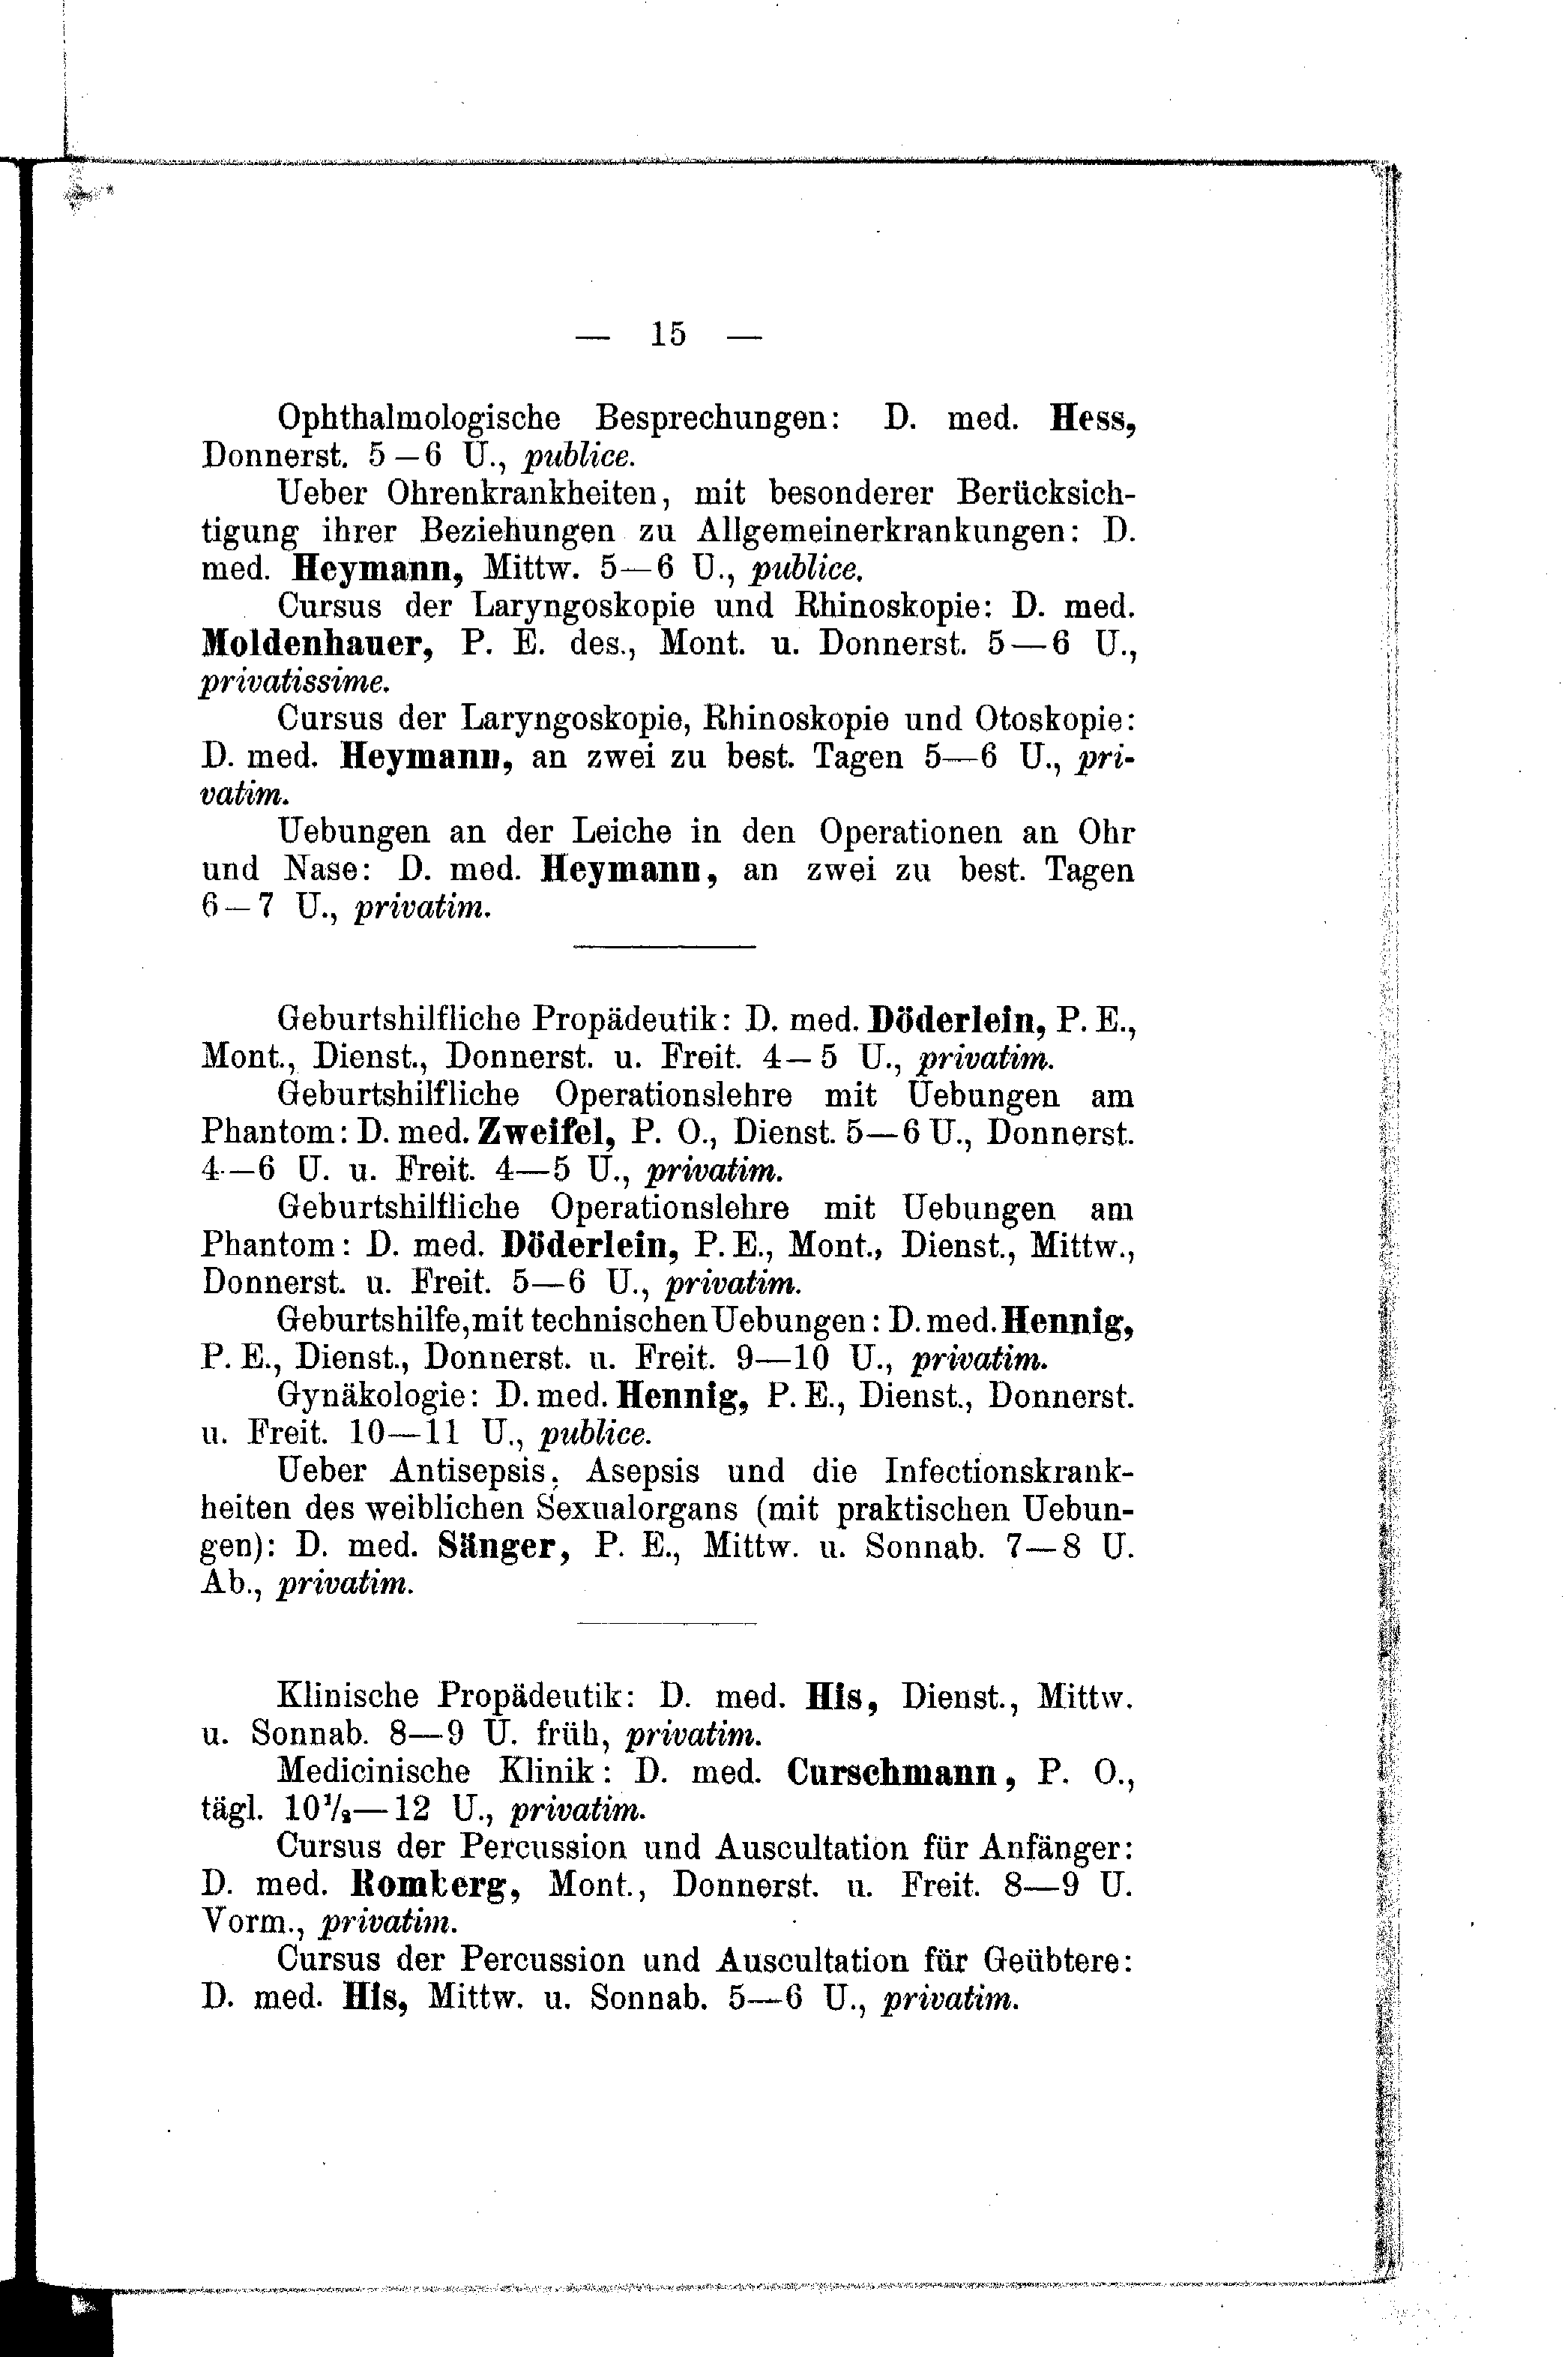 — 15 —
Ophthalmologische Besprechungen: D. med. Hess,
Donnerst. 5—6 U., publice.
Ueber Ohrenkrankheiten, mit besonderer Berücksich-
tigung ihrer Beziehungen zu Allgemeinerkrankungen: D.
med. Heymann, Mittw. 5—6 U., publice.
Cursus der Laryngoskopie und Rhinoskopie: D. med.
Moldenhauer, P. E. des., Mont. u. Donnerst. 5—6 U.,
privatissime.
Cursus der Laryngoskopie, Rhinoskopie und Otoskopie:
D. med. Heymann, an zwei zu best. Tagen 5—6 U., pri-
vatim.
Uebungen an der Leiche in den Operationen an Ohr
und Nase: D. med. Heymann, an zwei zu best. Tagen
6—7 U., privatim.
Geburtshilfliche Propädeutik: D. med. Döderlein, P. E.,
Mont., Dienst., Donnerst. u. Freit. 4—5 U., privatim.
Geburtshilfliche Operationslehre mit Uebungen am
Phantom: D. med. Zweifel, P. O., Dienst. 5—6 U., Donnerst.
4—6 U. u. Freit. 4—5 U., privatim.
Geburtshilfliche Operationslehre mit Uebungen am
Phantom: D. med. Döderlein, P. E., Mont., Dienst., Mittw.,
Donnerst. u. Freit. 5—6 U., privatim.
Geburtshilfe, mit technischen Uebungen: D. med. Hennig,
P. E., Dienst., Donnerst. u. Freit. 9—10 U., privatim.
Gynäkologie: D. med. Hennig, P. E., Dienst., Donnerst.
u. Freit. 10—11 U., publice.
Ueber Antisepsis, Asepsis und die Infectionskrank-
heiten des weiblichen Sexualorgans (mit praktischen Uebun-
gen): D. med. Sänger, P. E., Mittw. u. Sonnab. 7—8 U.
Ab., privatim.
Klinische Propädeutik: D. med. His, Dienst., Mittw.
u. Sonnab. 8—9 U. früh, privatim.
Medicinische Klinik: D. med. Curschmann, P. O.,
tägl. 10½—12 U., privatim.
Cursus der Percussion und Auscultation für Anfänger:
D. med. Romberg, Mont., Donnerst. u. Freit. 8—9 U.
Vorm., privatim.
Cursus der Percussion und Auscultation für Geübtere:
D. med. His, Mittw. u. Sonnab. 5—6 U., privatim.